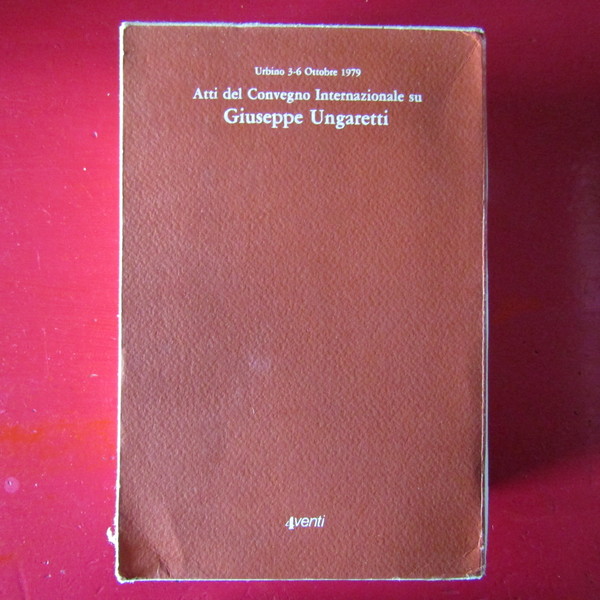 Urbino 3-6 Ottobre 1979
Atti del Convegno Internazionale su
Giuseppe Ungaretti
4venti